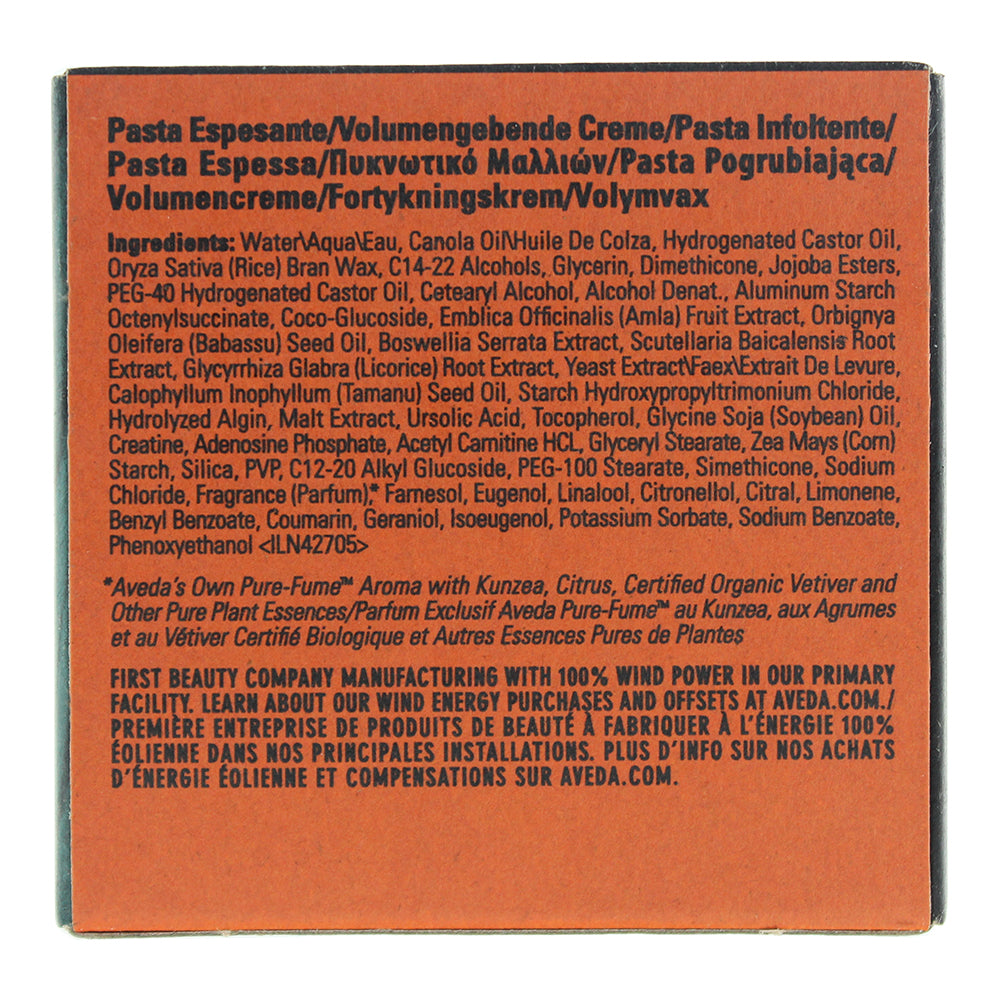 Pasta Espesante/Volumengebende Creme/Pasta Infoltente/
Pasta Espessa/Πυκνωτικό Μαλλιών/Pasta Pogrubiająca/
Volumencreme/Fortykningskrem/Volymvax
Ingredients: Water\Aqua\Eau, Canola Oil\Huile De Colza, Hydrogenated Castor Oil,
Oryza Sativa (Rice) Bran Wax, C14-22 Alcohols, Glycerin, Dimethicone, Jojoba Esters,
PEG-40 Hydrogenated Castor Oil, Cetearyl Alcohol, Alcohol Denat., Aluminum Starch
Octenylsuccinate, Coco-Glucoside, Emblica Officinalis (Amla) Fruit Extract, Orbignya
Oleifera (Babassu) Seed Oil, Boswellia Serrata Extract, Scutellaria Baicalensis Root
Extract, Glycyrrhiza Glabra (Licorice) Root Extract, Yeast Extract\Faex\Extrait De Levure,
Calophyllum Inophyllum (Tamanu) Seed Oil, Starch Hydroxypropyltrimonium Chloride,
Hydrolyzed Algin, Malt Extract, Ursolic Acid, Tocopherol, Glycine Soja (Soybean) Oil,
Creatine, Adenosine Phosphate, Acetyl Carnitine HCL, Glyceryl Stearate, Zea Mays (Corn)
Starch, Silica, PVP, C12-20 Alkyl Glucoside, PEG-100 Stearate, Simethicone, Sodium
Chloride, Fragrance (Parfum),* Farnesol, Eugenol, Linalool, Citronellol, Citral, Limonene,
Benzyl Benzoate, Coumarin, Geraniol, Isoeugenol, Potassium Sorbate, Sodium Benzoate,
Phenoxyethanol <ILN42705>
*Aveda's Own Pure-Fume™ Aroma with Kunzea, Citrus, Certified Organic Vetiver and
Other Pure Plant Essences/Parfum Exclusif Aveda Pure-Fume™ au Kunzea, aux Agrumes
et au Vétiver Certifié Biologique et Autres Essences Pures de Plantes
FIRST BEAUTY COMPANY MANUFACTURING WITH 100% WIND POWER IN OUR PRIMARY
FACILITY. LEARN ABOUT OUR WIND ENERGY PURCHASES AND OFFSETS AT AVEDA.COM./
PREMIÈRE ENTREPRISE DE PRODUITS DE BEAUTÉ À FABRIQUER À L'ÉNERGIE 100%
ÉOLIENNE DANS NOS PRINCIPALES INSTALLATIONS. PLUS D'INFO SUR NOS ACHATS
D'ÉNERGIE ÉOLIENNE ET COMPENSATIONS SUR AVEDA.COM.